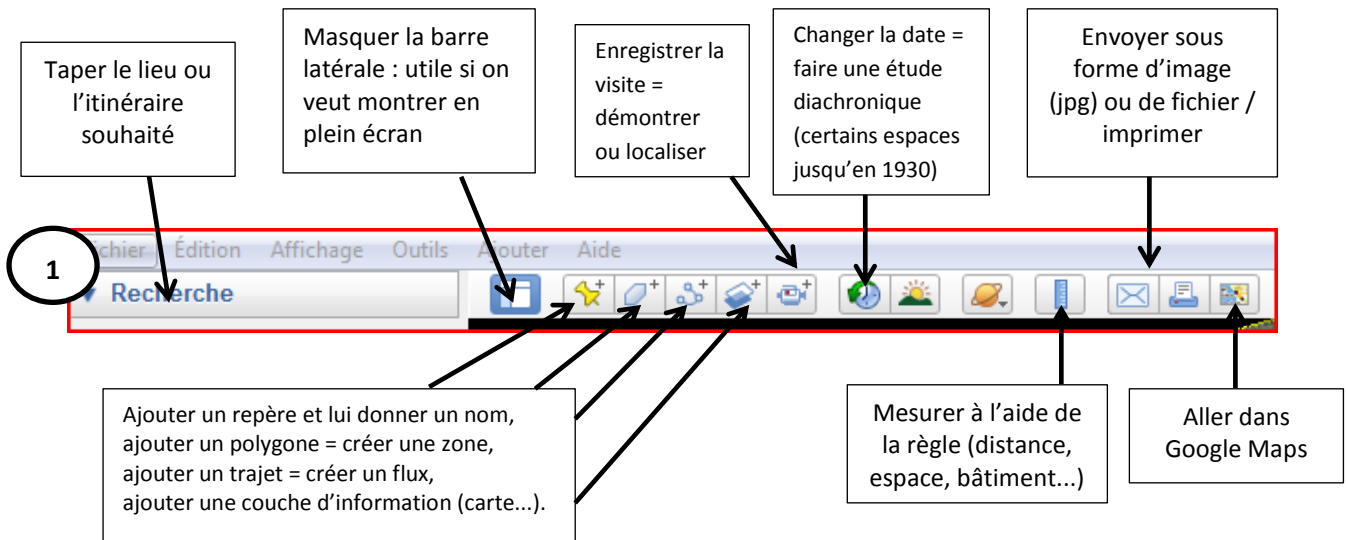 Taper le lieu ou
l’itinéraire
souhaité
Masquer la barre
latérale : utile si on
veut montrer en
plein écran
Enregistrer la
visite =
démontrer
ou localiser
Changer la date =
faire une étude
diachronique
(certains espaces
jusqu’en 1930)
Envoyer sous
forme d’image
(jpg) ou de fichier /
imprimer
1
chier Édition Affichage Outils Ajouter Aide
Recherche
Ajouter un repère et lui donner un nom,
ajouter un polygone = créer une zone,
ajouter un trajet = créer un flux,
ajouter une couche d’information (carte...).
Mesurer à l’aide de
la règle (distance,
espace, bâtiment...)
Aller dans
Google Maps